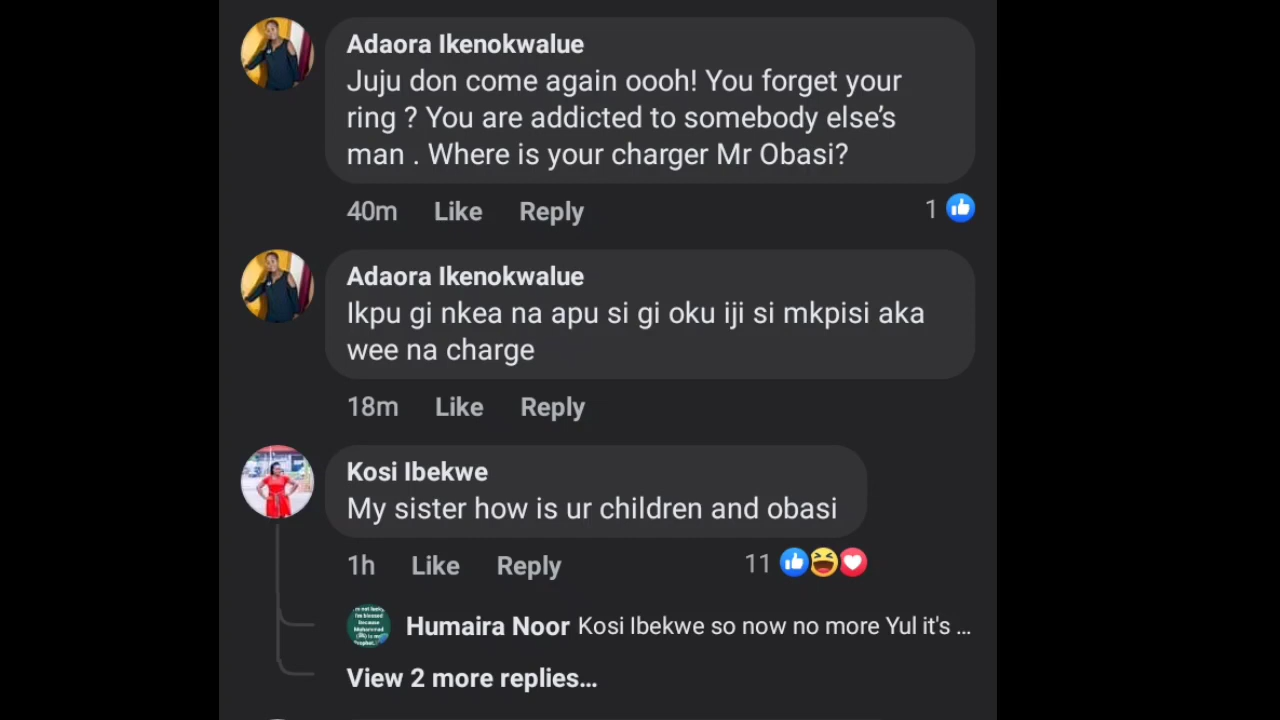 Adaora Ikenokwalue
Juju don come again oooh! You forget your
ring ? You are addicted to somebody else’s
man . Where is your charger Mr Obasi?
40m Like Reply 1
Adaora Ikenokwalue
Ikpu gi nkea na apu si gi oku iji si mkpisi aka
wee na charge
18m Like Reply
Kosi Ibekwe
My sister how is ur children and obasi
1h Like Reply 11
Humaira Noor Kosi Ibekwe so now no more Yul it's ...
View 2 more replies...